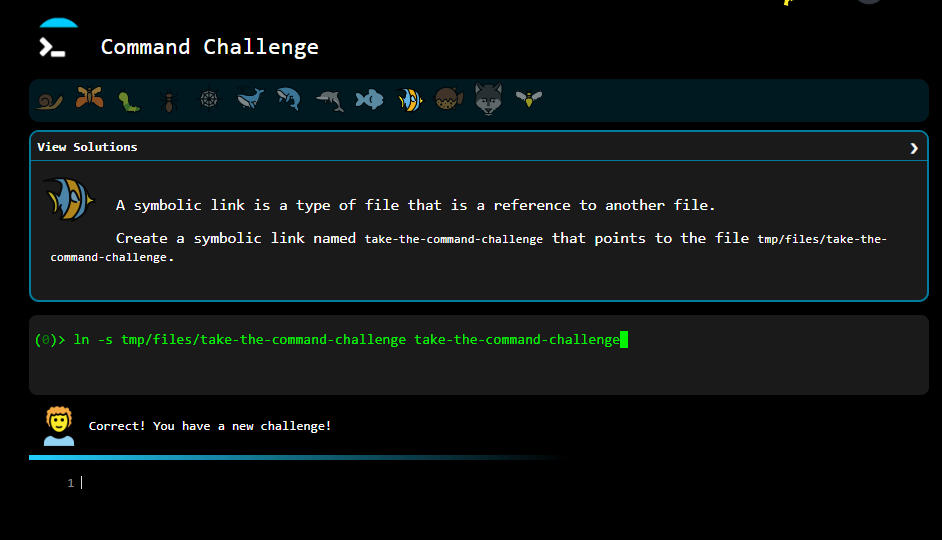 Command Challenge
View Solutions
A symbolic link is a type of file that is a reference to another file.
Create a symbolic link named take-the-command-challenge that points to the file tmp/files/take-the-
command-challenge.
(0)> ln -s tmp/files/take-the-command-challenge take-the-command-challenge
Correct! You have a new challenge!
1